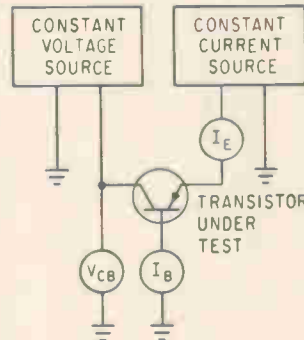 CONSTANT
VOLTAGE
SOURCE
CONSTANT
CURRENT
SOURCE
I_E
TRANSISTOR
UNDER
TEST
V_CB
I_B